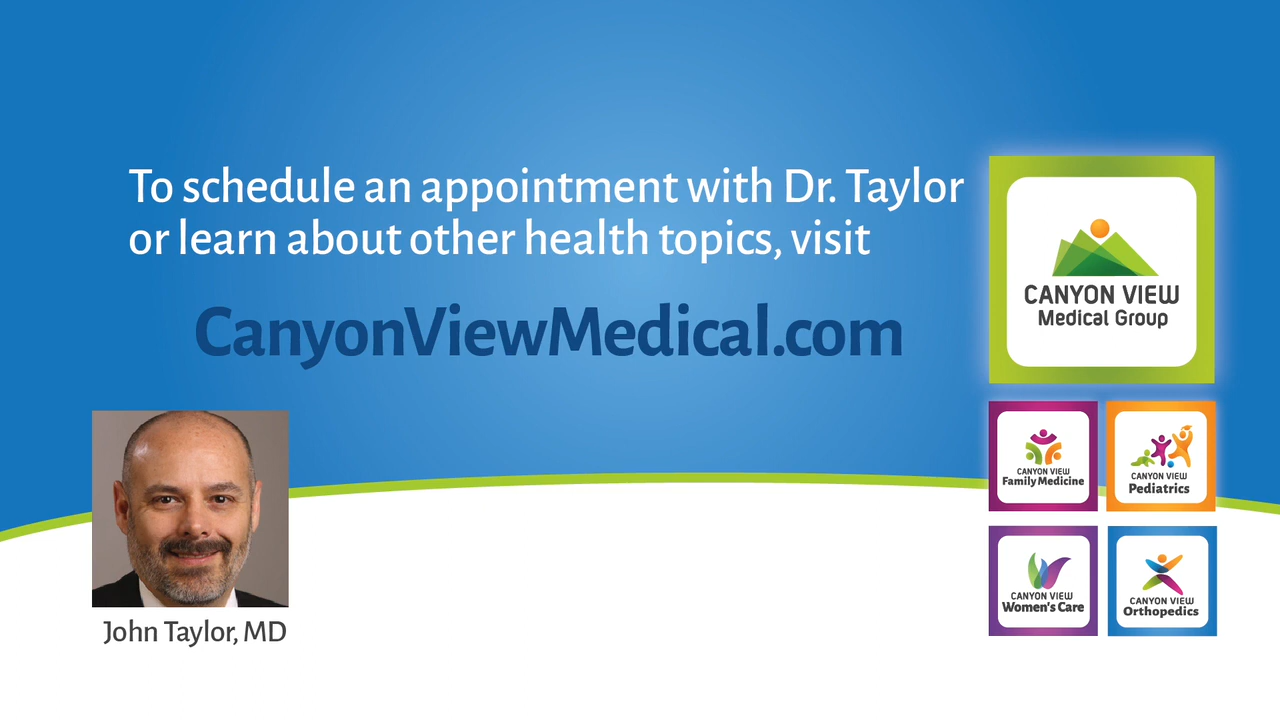 To schedule an appointment with Dr. Taylor
or learn about other health topics, visit
CanyonViewMedical.com
CANYON VIEW
Medical Group
CANYON VIEW
Family Medicine
CANYON VIEW
Pediatrics
CANYON VIEW
Women's Care
CANYON VIEW
Orthopedics
John Taylor, MD